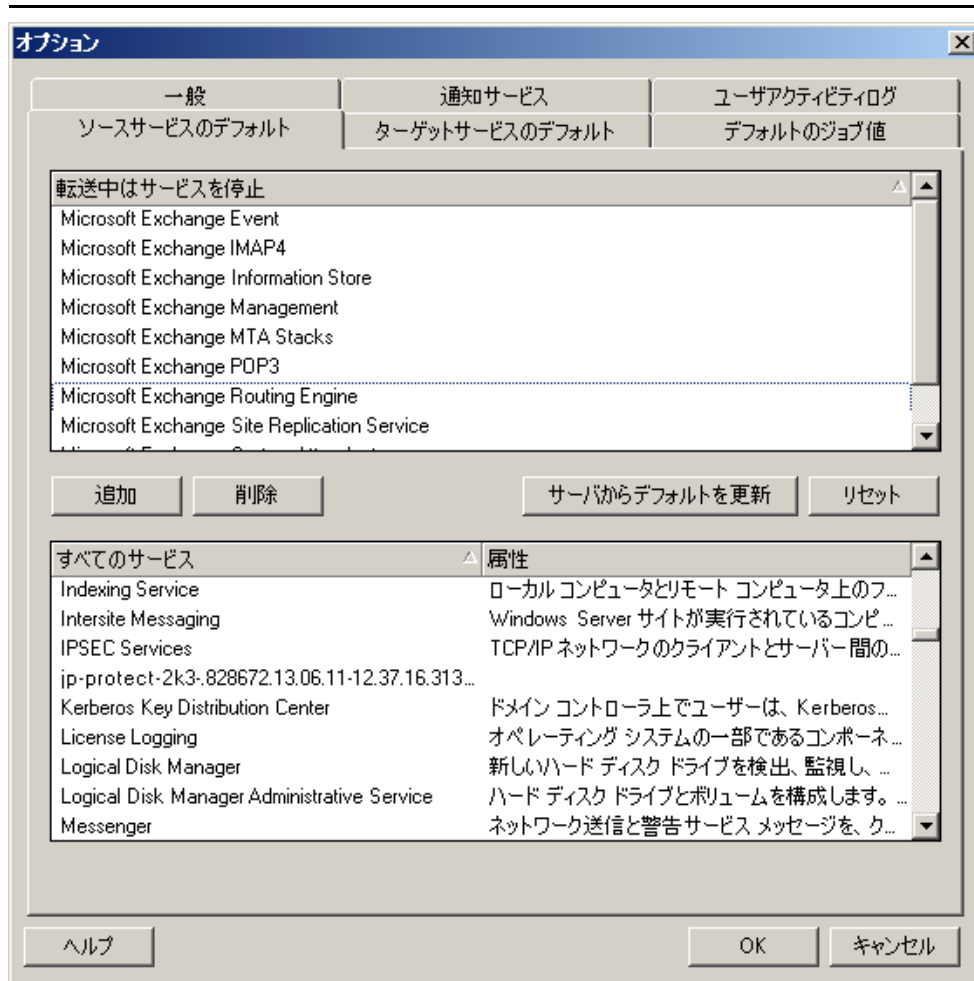 オプション
一般
通知サービス
ユーザアクティビティログ
ソースサービスのデフォルト
ターゲットサービスのデフォルト
デフォルトのジョブ値
転送中はサービスを停止
Microsoft Exchange Event
Microsoft Exchange IMAP4
Microsoft Exchange Information Store
Microsoft Exchange Management
Microsoft Exchange MTA Stacks
Microsoft Exchange POP3
Microsoft Exchange Routing Engine
Microsoft Exchange Site Replication Service
追加
削除
サーバからデフォルトを更新
リセット
すべてのサービス 属性
Indexing Service ローカル コンピュータとリモート コンピュータ上のフ...
Intersite Messaging Windows Server サイトが実行されているコンピ...
IPSEC Services TCP/IP ネットワークのクライアントとサーバー間の...
jp-protect-2k3-.828672.13.06.11-12.37.16.313...
Kerberos Key Distribution Center ドメイン コントローラ上でユーザーは、Kerberos...
License Logging オペレーティング システムの一部であるコンポーネ...
Logical Disk Manager 新しいハード ディスク ドライブを検出、監視し、...
Logical Disk Manager Administrative Service ハード ディスク ドライブとボリュームを構成します。...
Messenger ネットワーク送信と警告サービス メッセージを、ク...
ヘルプ
OK
キャンセル